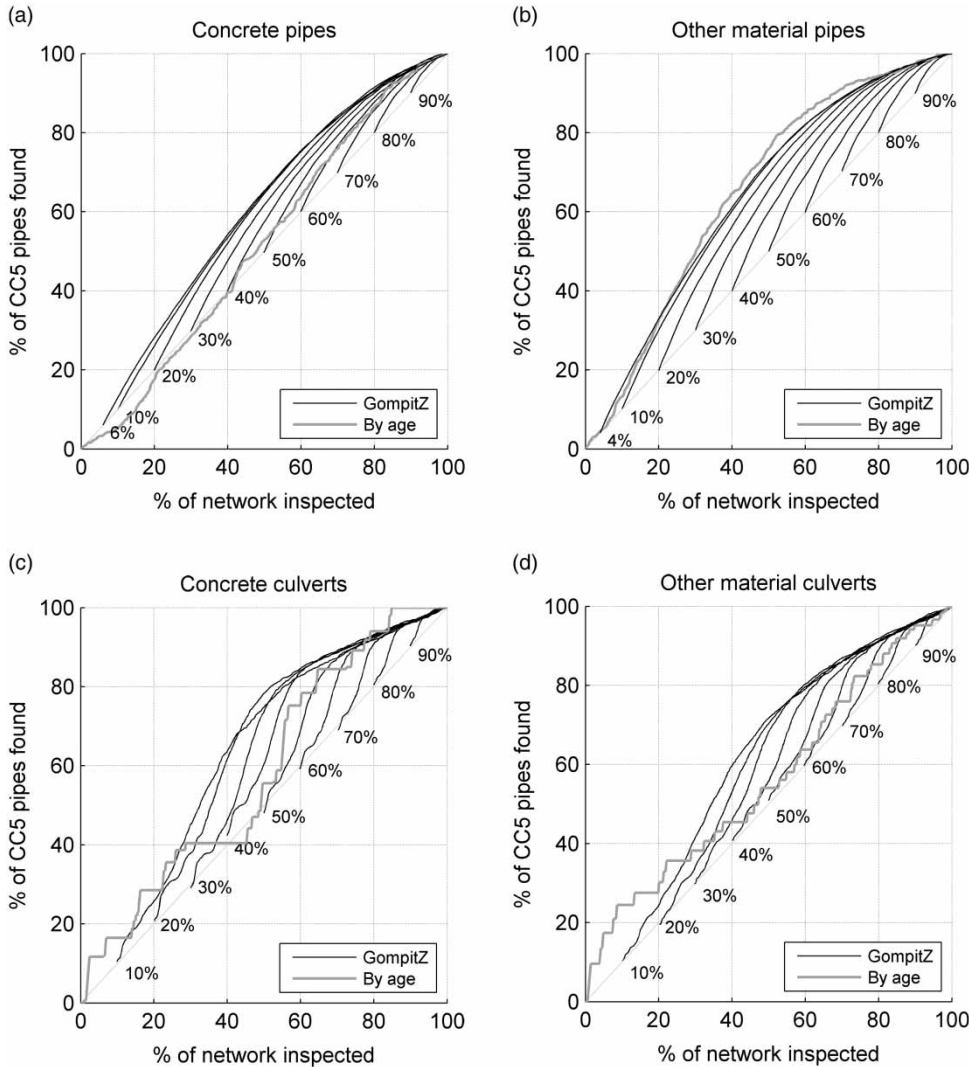 (a)
Concrete pipes
100
80
60
40
20
0
0 20 40 60 80 100
% of CC5 pipes found
% of network inspected
6%
10%
20%
30%
40%
50%
60%
70%
80%
90%
GompitZ
By age
(b)
Other material pipes
100
80
60
40
20
0
0 20 40 60 80 100
% of CC5 pipes found
% of network inspected
4%
10%
20%
30%
40%
50%
60%
70%
80%
90%
GompitZ
By age
(c)
Concrete culverts
100
80
60
40
20
0
0 20 40 60 80 100
% of CC5 pipes found
% of network inspected
10%
20%
30%
40%
50%
60%
70%
80%
90%
GompitZ
By age
(d)
Other material culverts
100
80
60
40
20
0
0 20 40 60 80 100
% of CC5 pipes found
% of network inspected
10%
20%
30%
40%
50%
60%
70%
80%
90%
GompitZ
By age